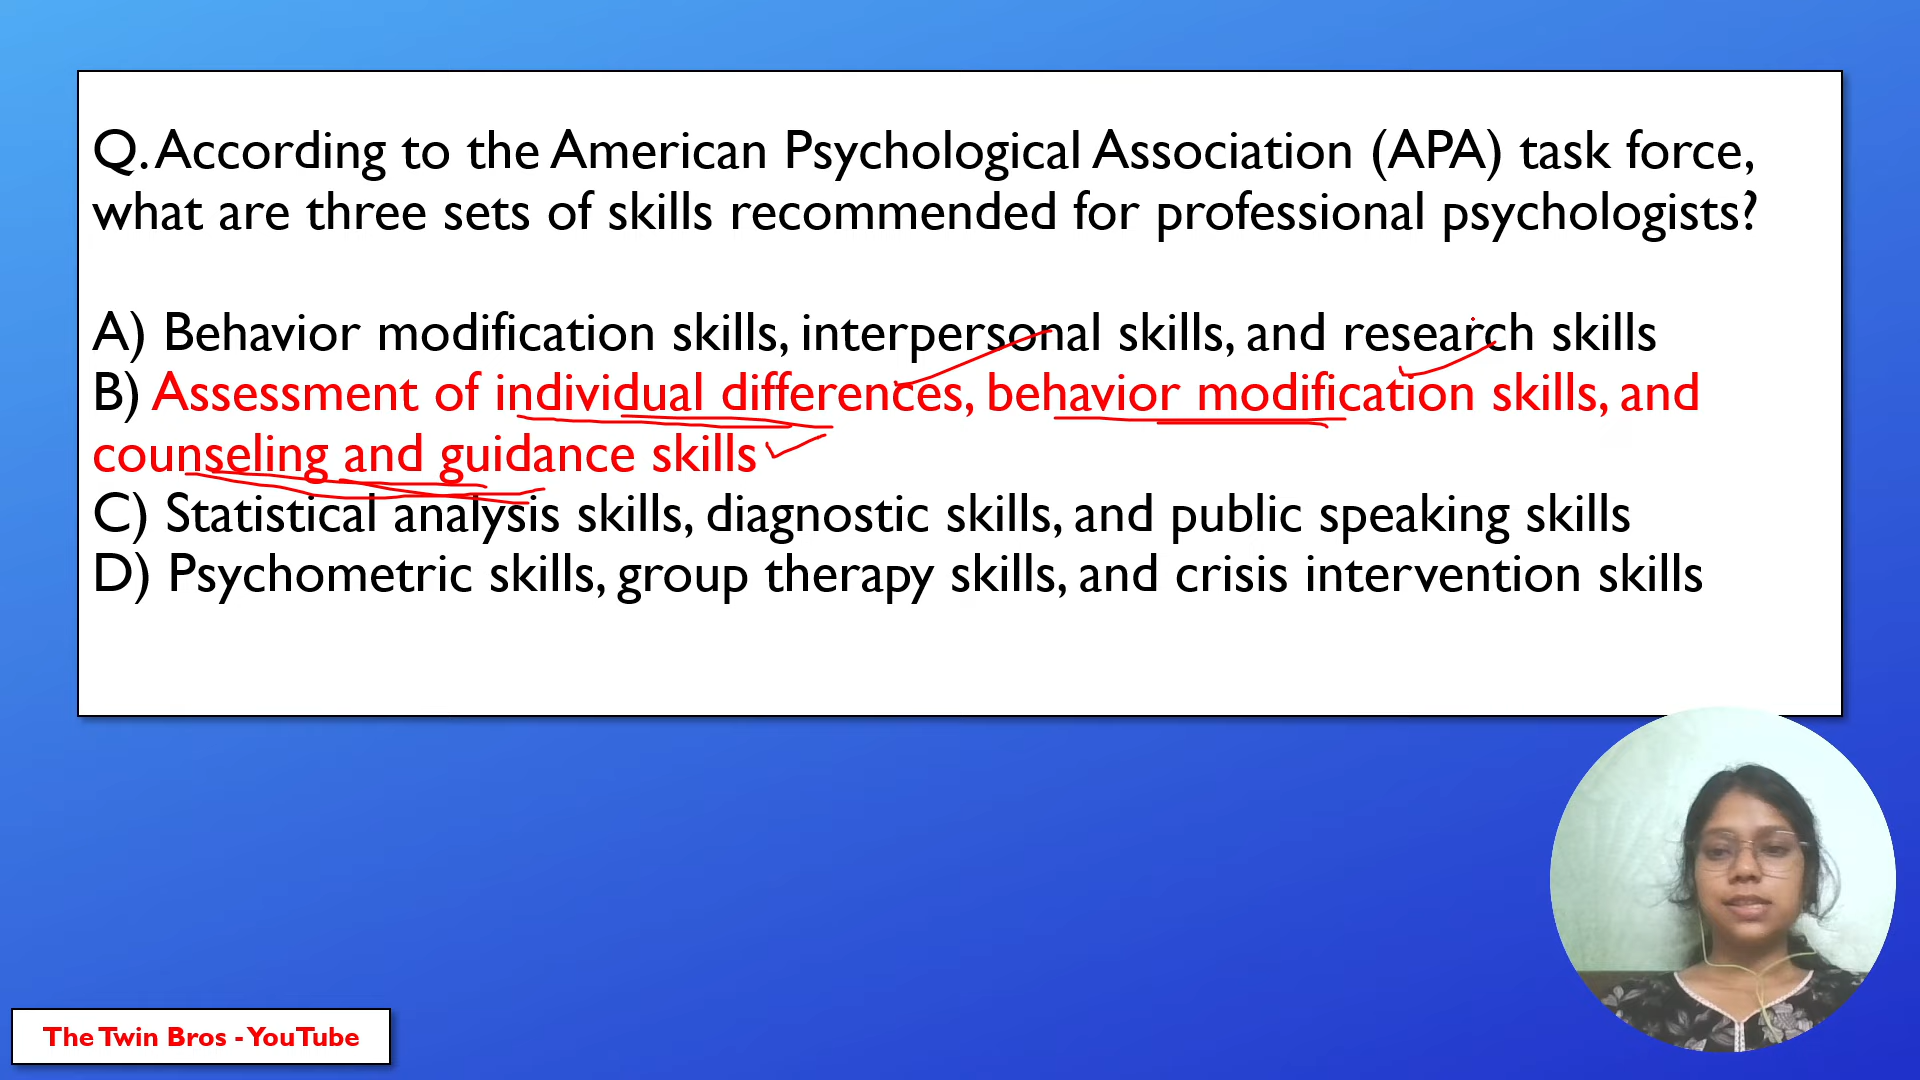 Q. According to the American Psychological Association (APA) task force,
what are three sets of skills recommended for professional psychologists?
A) Behavior modification skills, interpersonal skills, and research skills
B) Assessment of individual differences, behavior modification skills, and
counseling and guidance skills
C) Statistical analysis skills, diagnostic skills, and public speaking skills
D) Psychometric skills, group therapy skills, and crisis intervention skills
The Twin Bros - YouTube